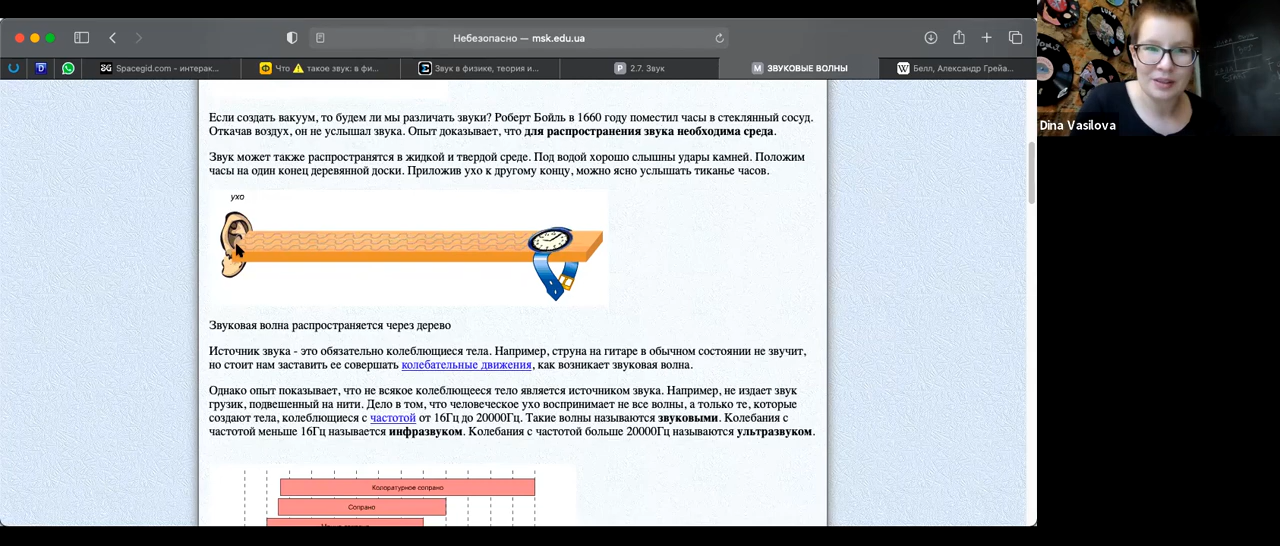 Небезопасно — msk.edu.ua
Spacegid.com - интерак...
Что ⚠ такое звук: в фи...
Звук в физике, теория и...
2.7. Звук
ЗВУКОВЫЕ ВОЛНЫ
Белл, Александр Грейа...
Dina Vasilova
Если создать вакуум, то будем ли мы различать звуки? Роберт Бойль в 1660 году поместил часы в стеклянный сосуд.
Откачав воздух, он не услышал звука. Опыт доказывает, что для распространения звука необходима среда.
Звук может также распространятся в жидкой и твердой среде. Под водой хорошо слышны удары камней. Положим
часы на один конец деревянной доски. Приложив ухо к другому концу, можно ясно услышать тиканье часов.
ухо
Звуковая волна распространяется через дерево
Источник звука - это обязательно колеблющиеся тела. Например, струна на гитаре в обычном состоянии не звучит,
но стоит нам заставить ее совершать колебательные движения, как возникает звуковая волна.
Однако опыт показывает, что не всякое колеблющееся тело является источником звука. Например, не издает звук
грузик, подвешенный на нити. Дело в том, что человеческое ухо воспринимает не все волны, а только те, которые
создают тела, колеблющиеся с частотой от 16Гц до 20000Гц. Такие волны называются звуковыми. Колебания с
частотой меньше 16Гц называется инфразвуком. Колебания с частотой больше 20000Гц называются ультразвуком.
Колоратурное сопрано
Сопрано